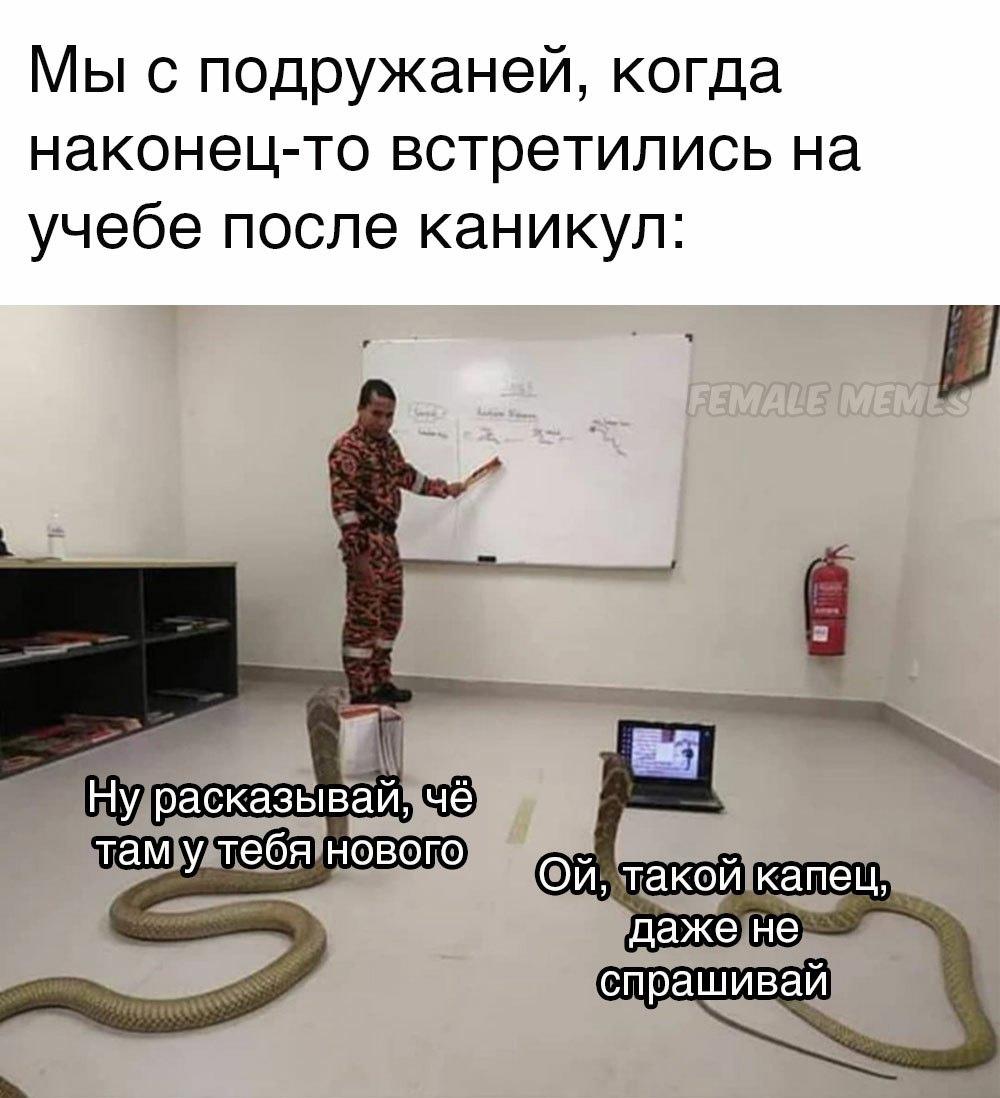 Мы с подружаней, когда
наконец-то встретились на
учебе после каникул:
FEMALE MEMES
Ну расказывай, чё
там у тебя нового
Ой, такой капец,
даже не
спрашивай